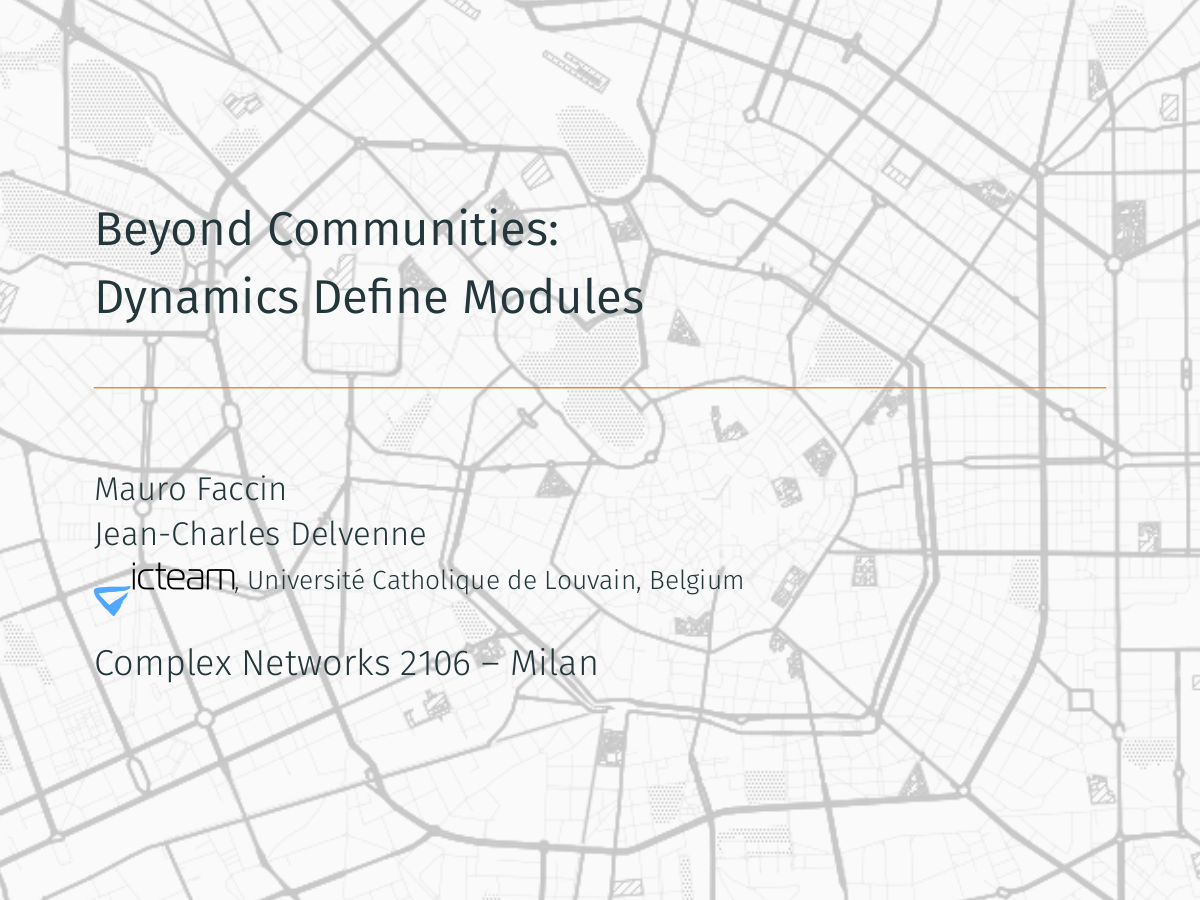 Beyond Communities:
Dynamics Define Modules
Mauro Faccin
Jean-Charles Delvenne
icteam, Université Catholique de Louvain, Belgium
Complex Networks 2106 – Milan